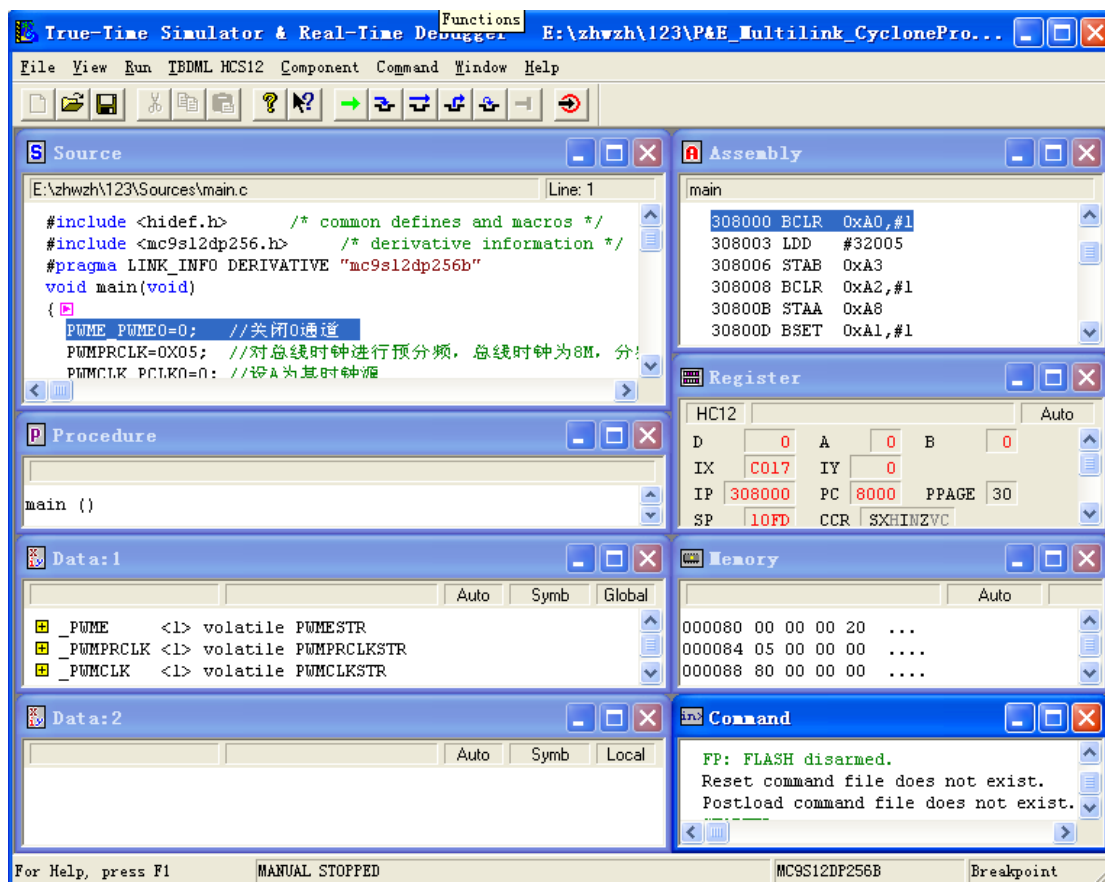 Functions
True-Time Simulator & Real-Time Debugger E:\zhwzh\123\P&E_Multilink_CyclonePro...
File View Run TBDML HCS12 Component Command Window Help
Source
E:\zhwzh\123\Sources\main.c Line: 1
#include <hidef.h> /* common defines and macros */
#include <mc9s12dp256.h> /* derivative information */
#pragma LINK_INFO DERIVATIVE "mc9s12dp256b"
void main(void)
{
PWME_PWME0=0; //关闭0通道
PWMPRCLK=0X05; //对总线时钟进行预分频，总线时钟为8M，分
PWMCLK_PCLK0=0; //设A为其时钟源
Assembly
main
308000 BCLR 0xA0,#1
308003 LDD #32005
308006 STAB 0xA3
308008 BCLR 0xA2,#1
30800B STAA 0xA8
30800D BSET 0xA1,#1
Register
HC12 Auto
D 0 A 0 B 0
IX C017 IY 0
IP 308000 PC 8000 PPAGE 30
SP 10FD CCR SXHINZVC
Procedure
main ()
Data:1
Auto Symb Global
_PWME <1> volatile PWMESTR
_PWMPRCLK <1> volatile PWMPRCLKSTR
_PWMCLK <1> volatile PWMCLKSTR
Memory
Auto
000080 00 00 00 20 ...
000084 05 00 00 00 ....
000088 80 00 00 00 ....
Data:2
Auto Symb Local
Command
FP: FLASH disarmed.
Reset command file does not exist.
Postload command file does not exist.
For Help, press F1 MANUAL STOPPED MC9S12DP256B Breakpoint